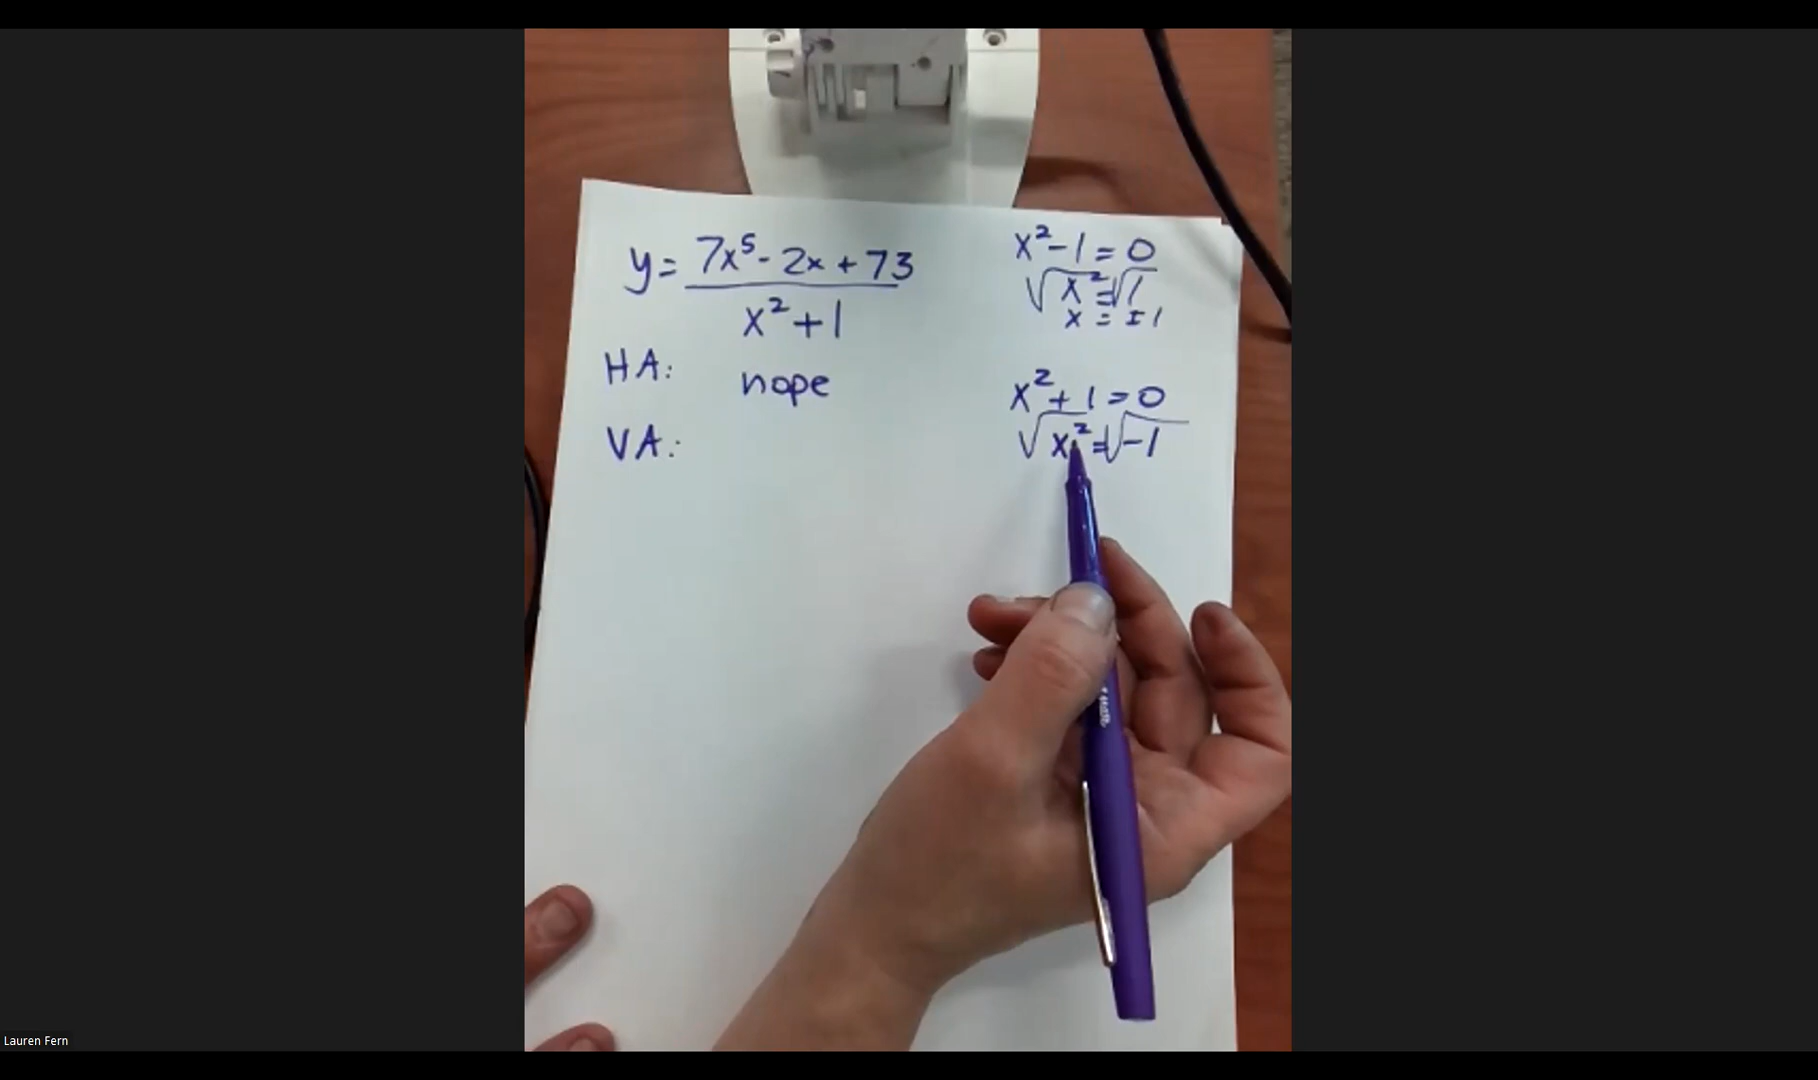 y = 7x⁵ - 2x + 73
x² + 1
HA: nope
VA:
x² - 1 = 0
√x² = √1
x = ±1
x² + 1 = 0
√x² = √-1
Lauren Fern